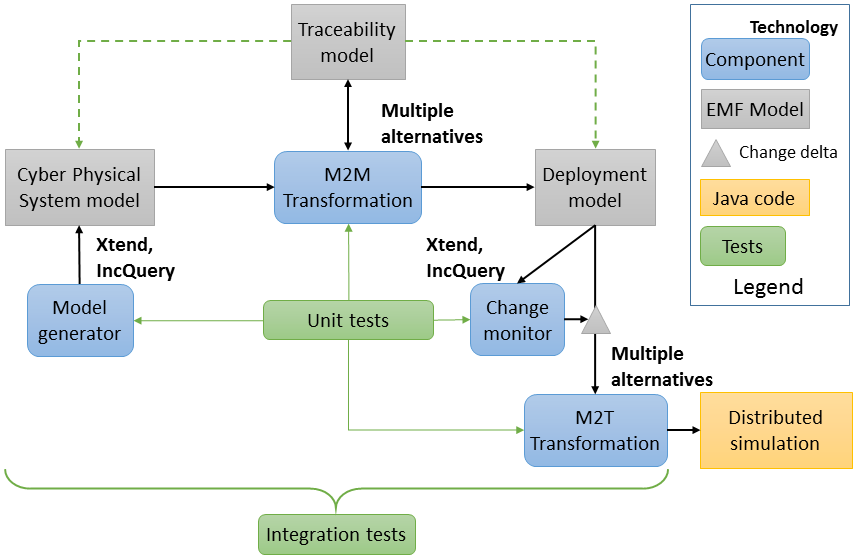 Traceability
model
Technology
Component
EMF Model
Change delta
Java code
Tests
Legend
Multiple
alternatives
Cyber Physical
System model
M2M
Transformation
Deployment
model
Xtend,
IncQuery
Xtend,
IncQuery
Model
generator
Unit tests
Change
monitor
Multiple
alternatives
M2T
Transformation
Distributed
simulation
Integration tests